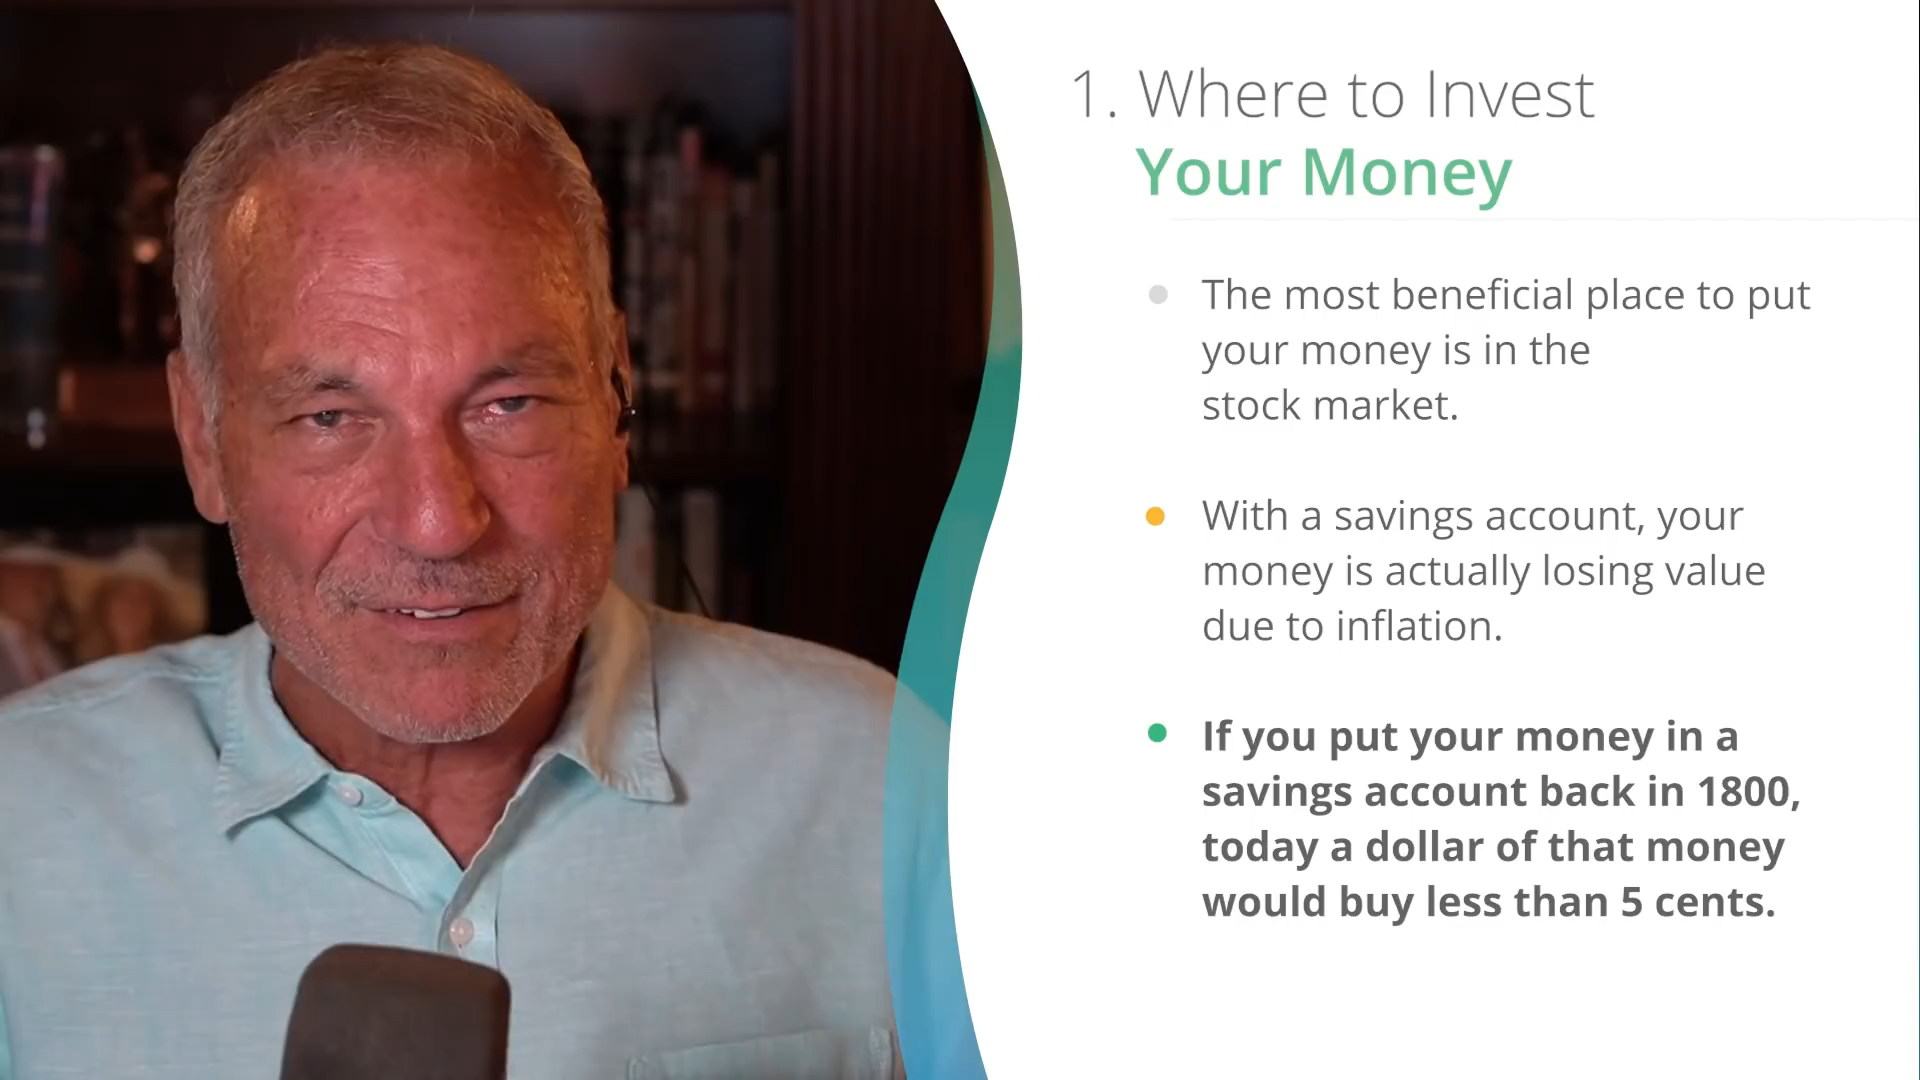 1. Where to Invest
Your Money
The most beneficial place to put
your money is in the
stock market.
With a savings account, your
money is actually losing value
due to inflation.
If you put your money in a
savings account back in 1800,
today a dollar of that money
would buy less than 5 cents.